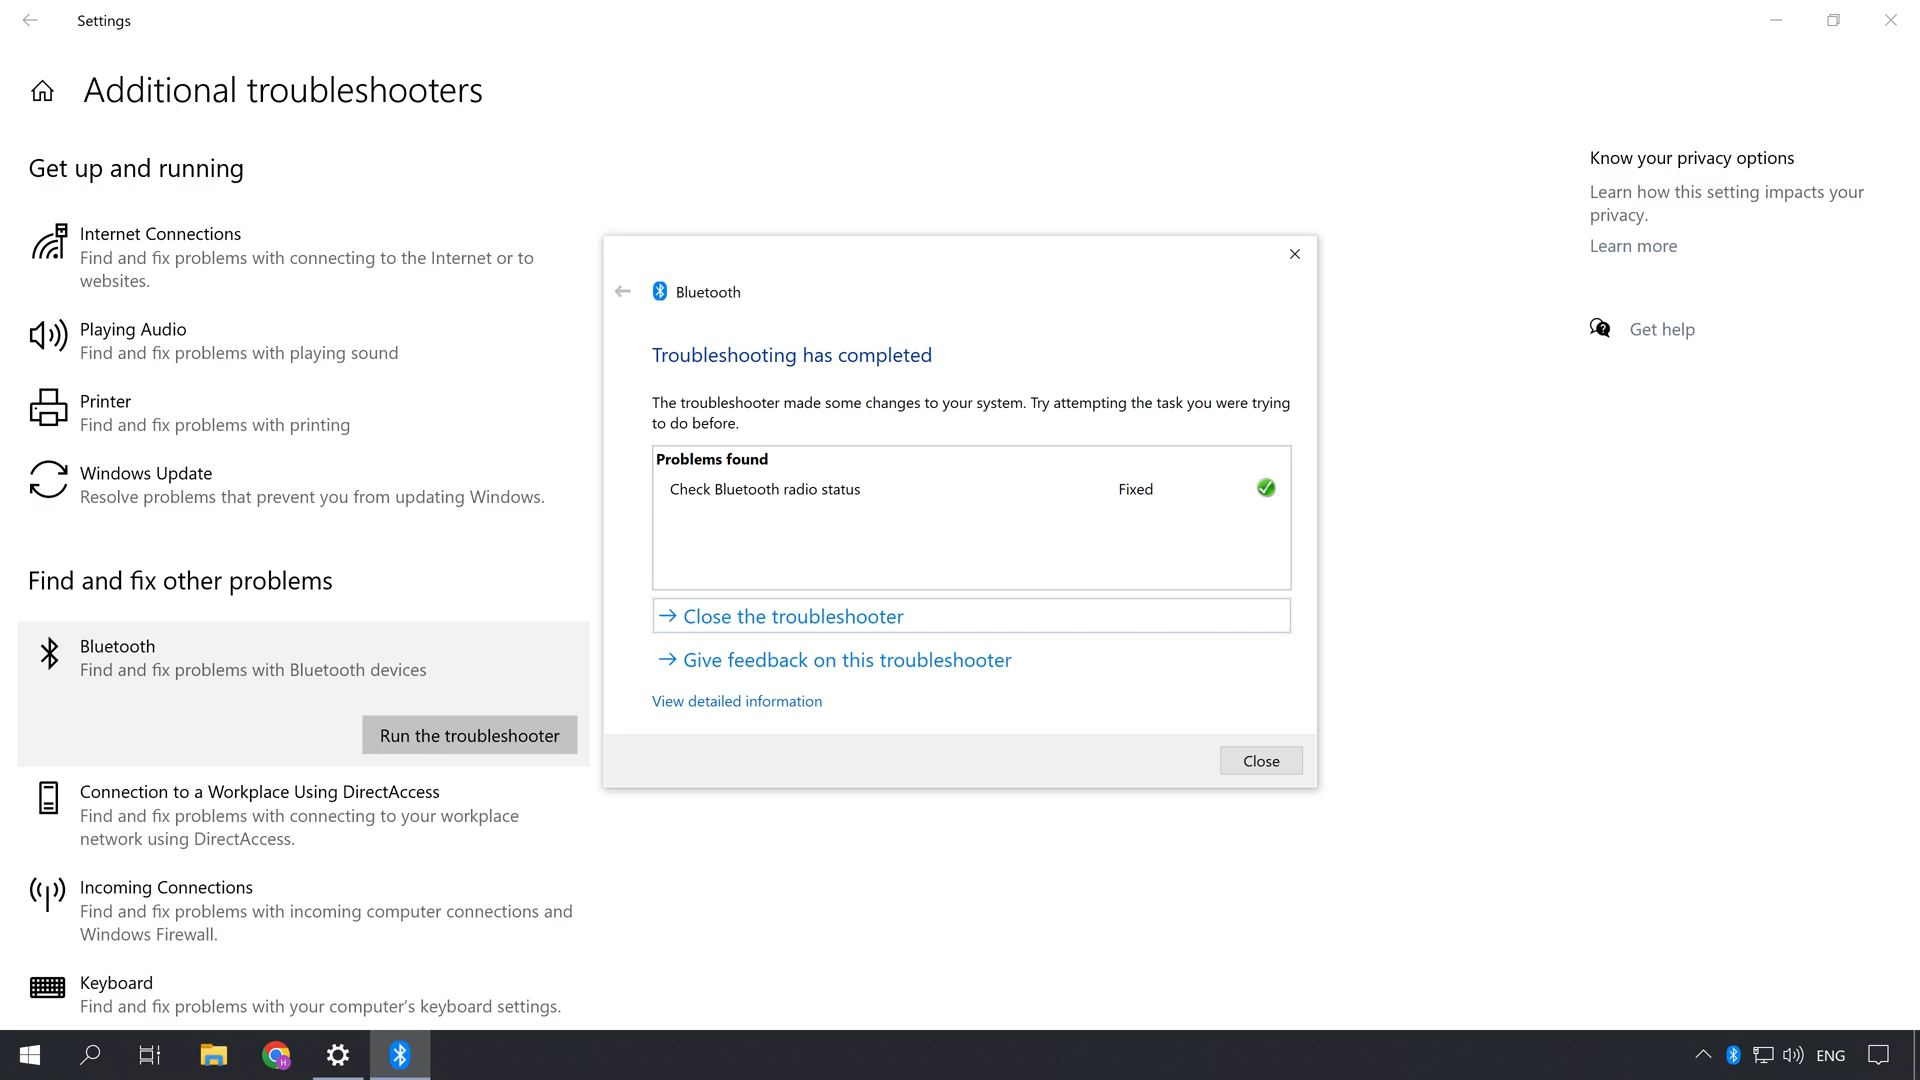 Settings
Additional troubleshooters
Get up and running
Internet Connections
Find and fix problems with connecting to the Internet or to
websites.
Playing Audio
Find and fix problems with playing sound
Printer
Find and fix problems with printing
Windows Update
Resolve problems that prevent you from updating Windows.
Find and fix other problems
Bluetooth
Find and fix problems with Bluetooth devices
Run the troubleshooter
Connection to a Workplace Using DirectAccess
Find and fix problems with connecting to your workplace
network using DirectAccess.
Incoming Connections
Find and fix problems with incoming computer connections and
Windows Firewall.
Keyboard
Find and fix problems with your computer's keyboard settings.
Bluetooth
Troubleshooting has completed
The troubleshooter made some changes to your system. Try attempting the task you were trying
to do before.
Problems found
Check Bluetooth radio status Fixed
Close the troubleshooter
Give feedback on this troubleshooter
View detailed information
Close
Know your privacy options
Learn how this setting impacts your
privacy.
Learn more
Get help
H
ENG